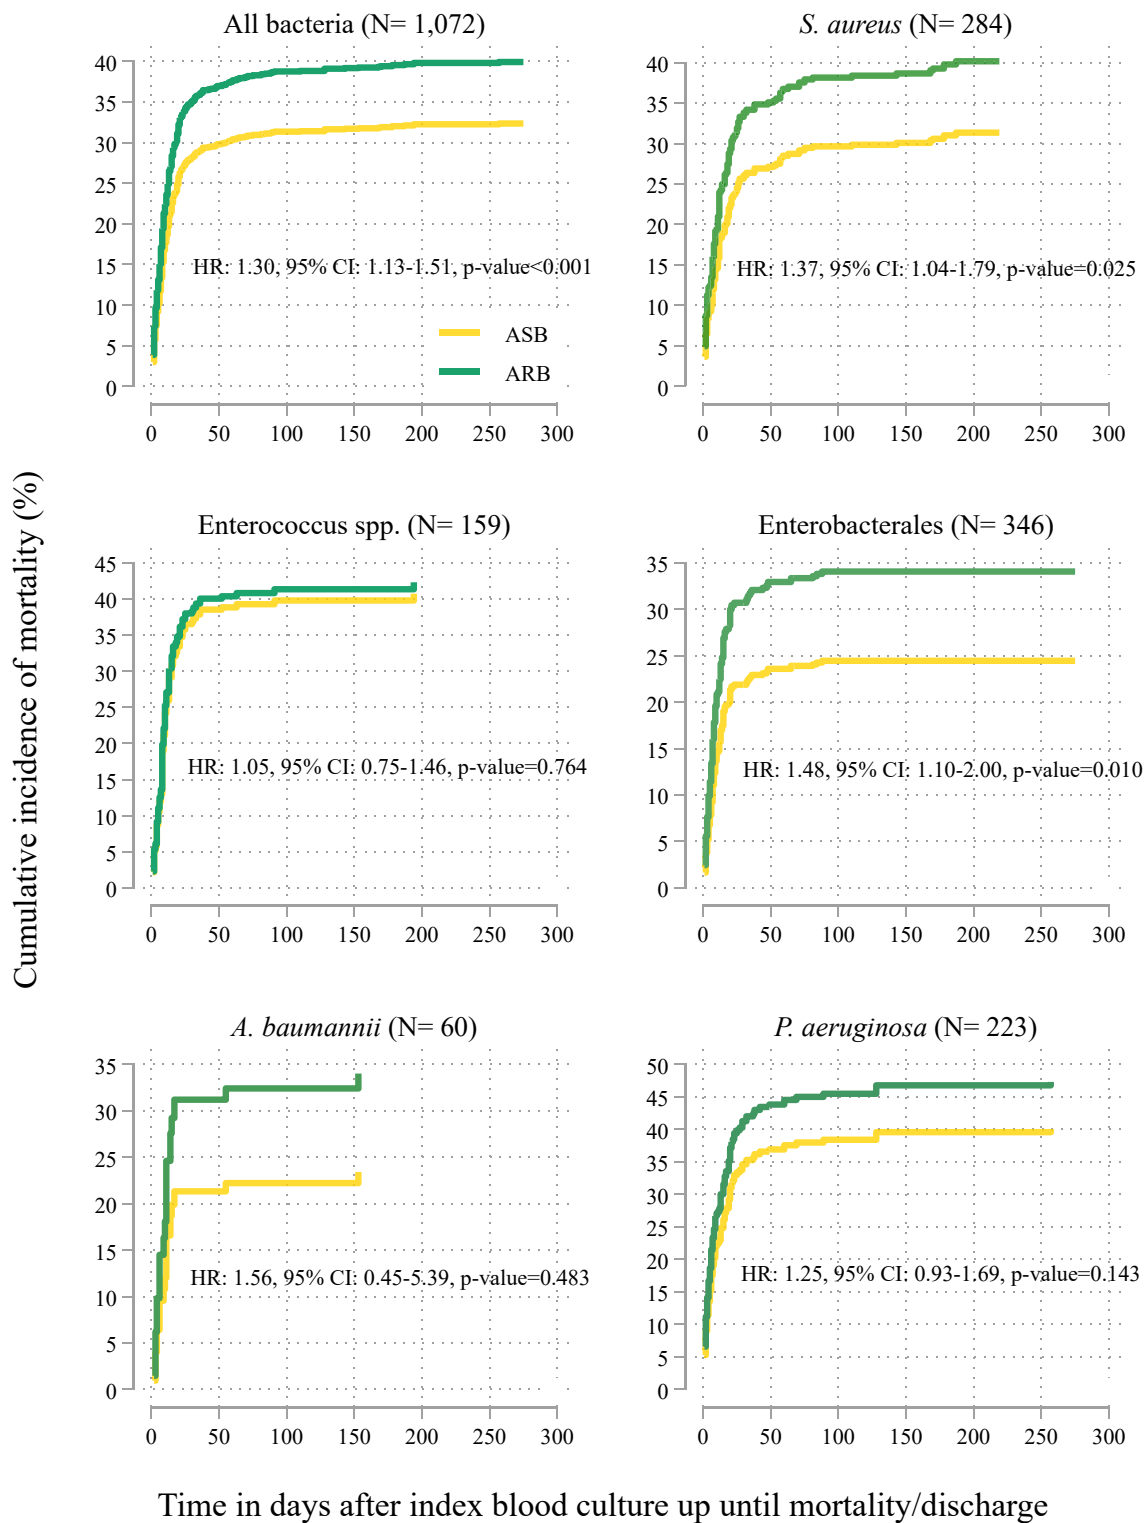 All bacteria (N= 1,072)
40
35
30
25
20
15
10
5
0
HR: 1.30, 95% CI: 1.13-1.51, p-value<0.001
ASB
ARB
0 50 100 150 200 250 300
S. aureus (N= 284)
40
35
30
25
20
15
10
5
0
HR: 1.37, 95% CI: 1.04-1.79, p-value=0.025
0 50 100 150 200 250 300
Cumulative incidence of mortality (%)
Enterococcus spp. (N= 159)
45
40
35
30
25
20
15
10
5
0
HR: 1.05, 95% CI: 0.75-1.46, p-value=0.764
0 50 100 150 200 250 300
Enterobacterales (N= 346)
35
30
25
20
15
10
5
0
HR: 1.48, 95% CI: 1.10-2.00, p-value=0.010
0 50 100 150 200 250 300
A. baumannii (N= 60)
35
30
25
20
15
10
5
0
HR: 1.56, 95% CI: 0.45-5.39, p-value=0.483
0 50 100 150 200 250 300
P. aeruginosa (N= 223)
50
45
40
35
30
25
20
15
10
5
0
HR: 1.25, 95% CI: 0.93-1.69, p-value=0.143
0 50 100 150 200 250 300
Time in days after index blood culture up until mortality/discharge